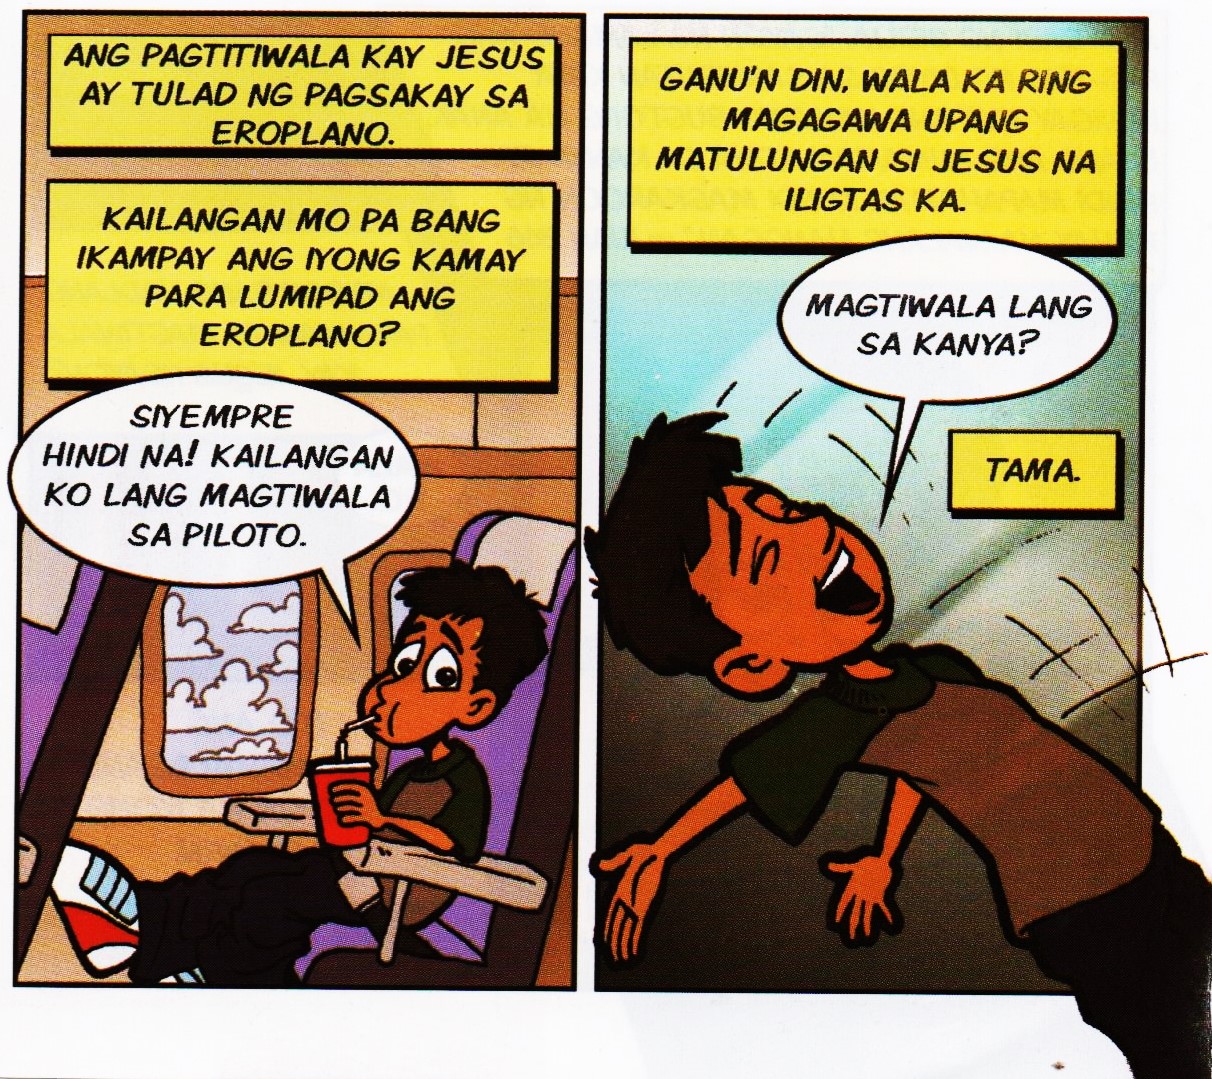 ANG PAGTITIWALA KAY JESUS
AY TULAD NG PAGSAKAY SA
EROPLANO.
KAILANGAN MO PA BANG
IKAMPAY ANG IYONG KAMAY
PARA LUMIPAD ANG
EROPLANO?
SIYEMPRE
HINDI NA! KAILANGAN
KO LANG MAGTIWALA
SA PILOTO.
GANU'N DIN. WALA KA RING
MAGAGAWA UPANG
MATULUNGAN SI JESUS NA
ILIGTAS KA.
MAGTIWALA LANG
SA KANYA?
TAMA.